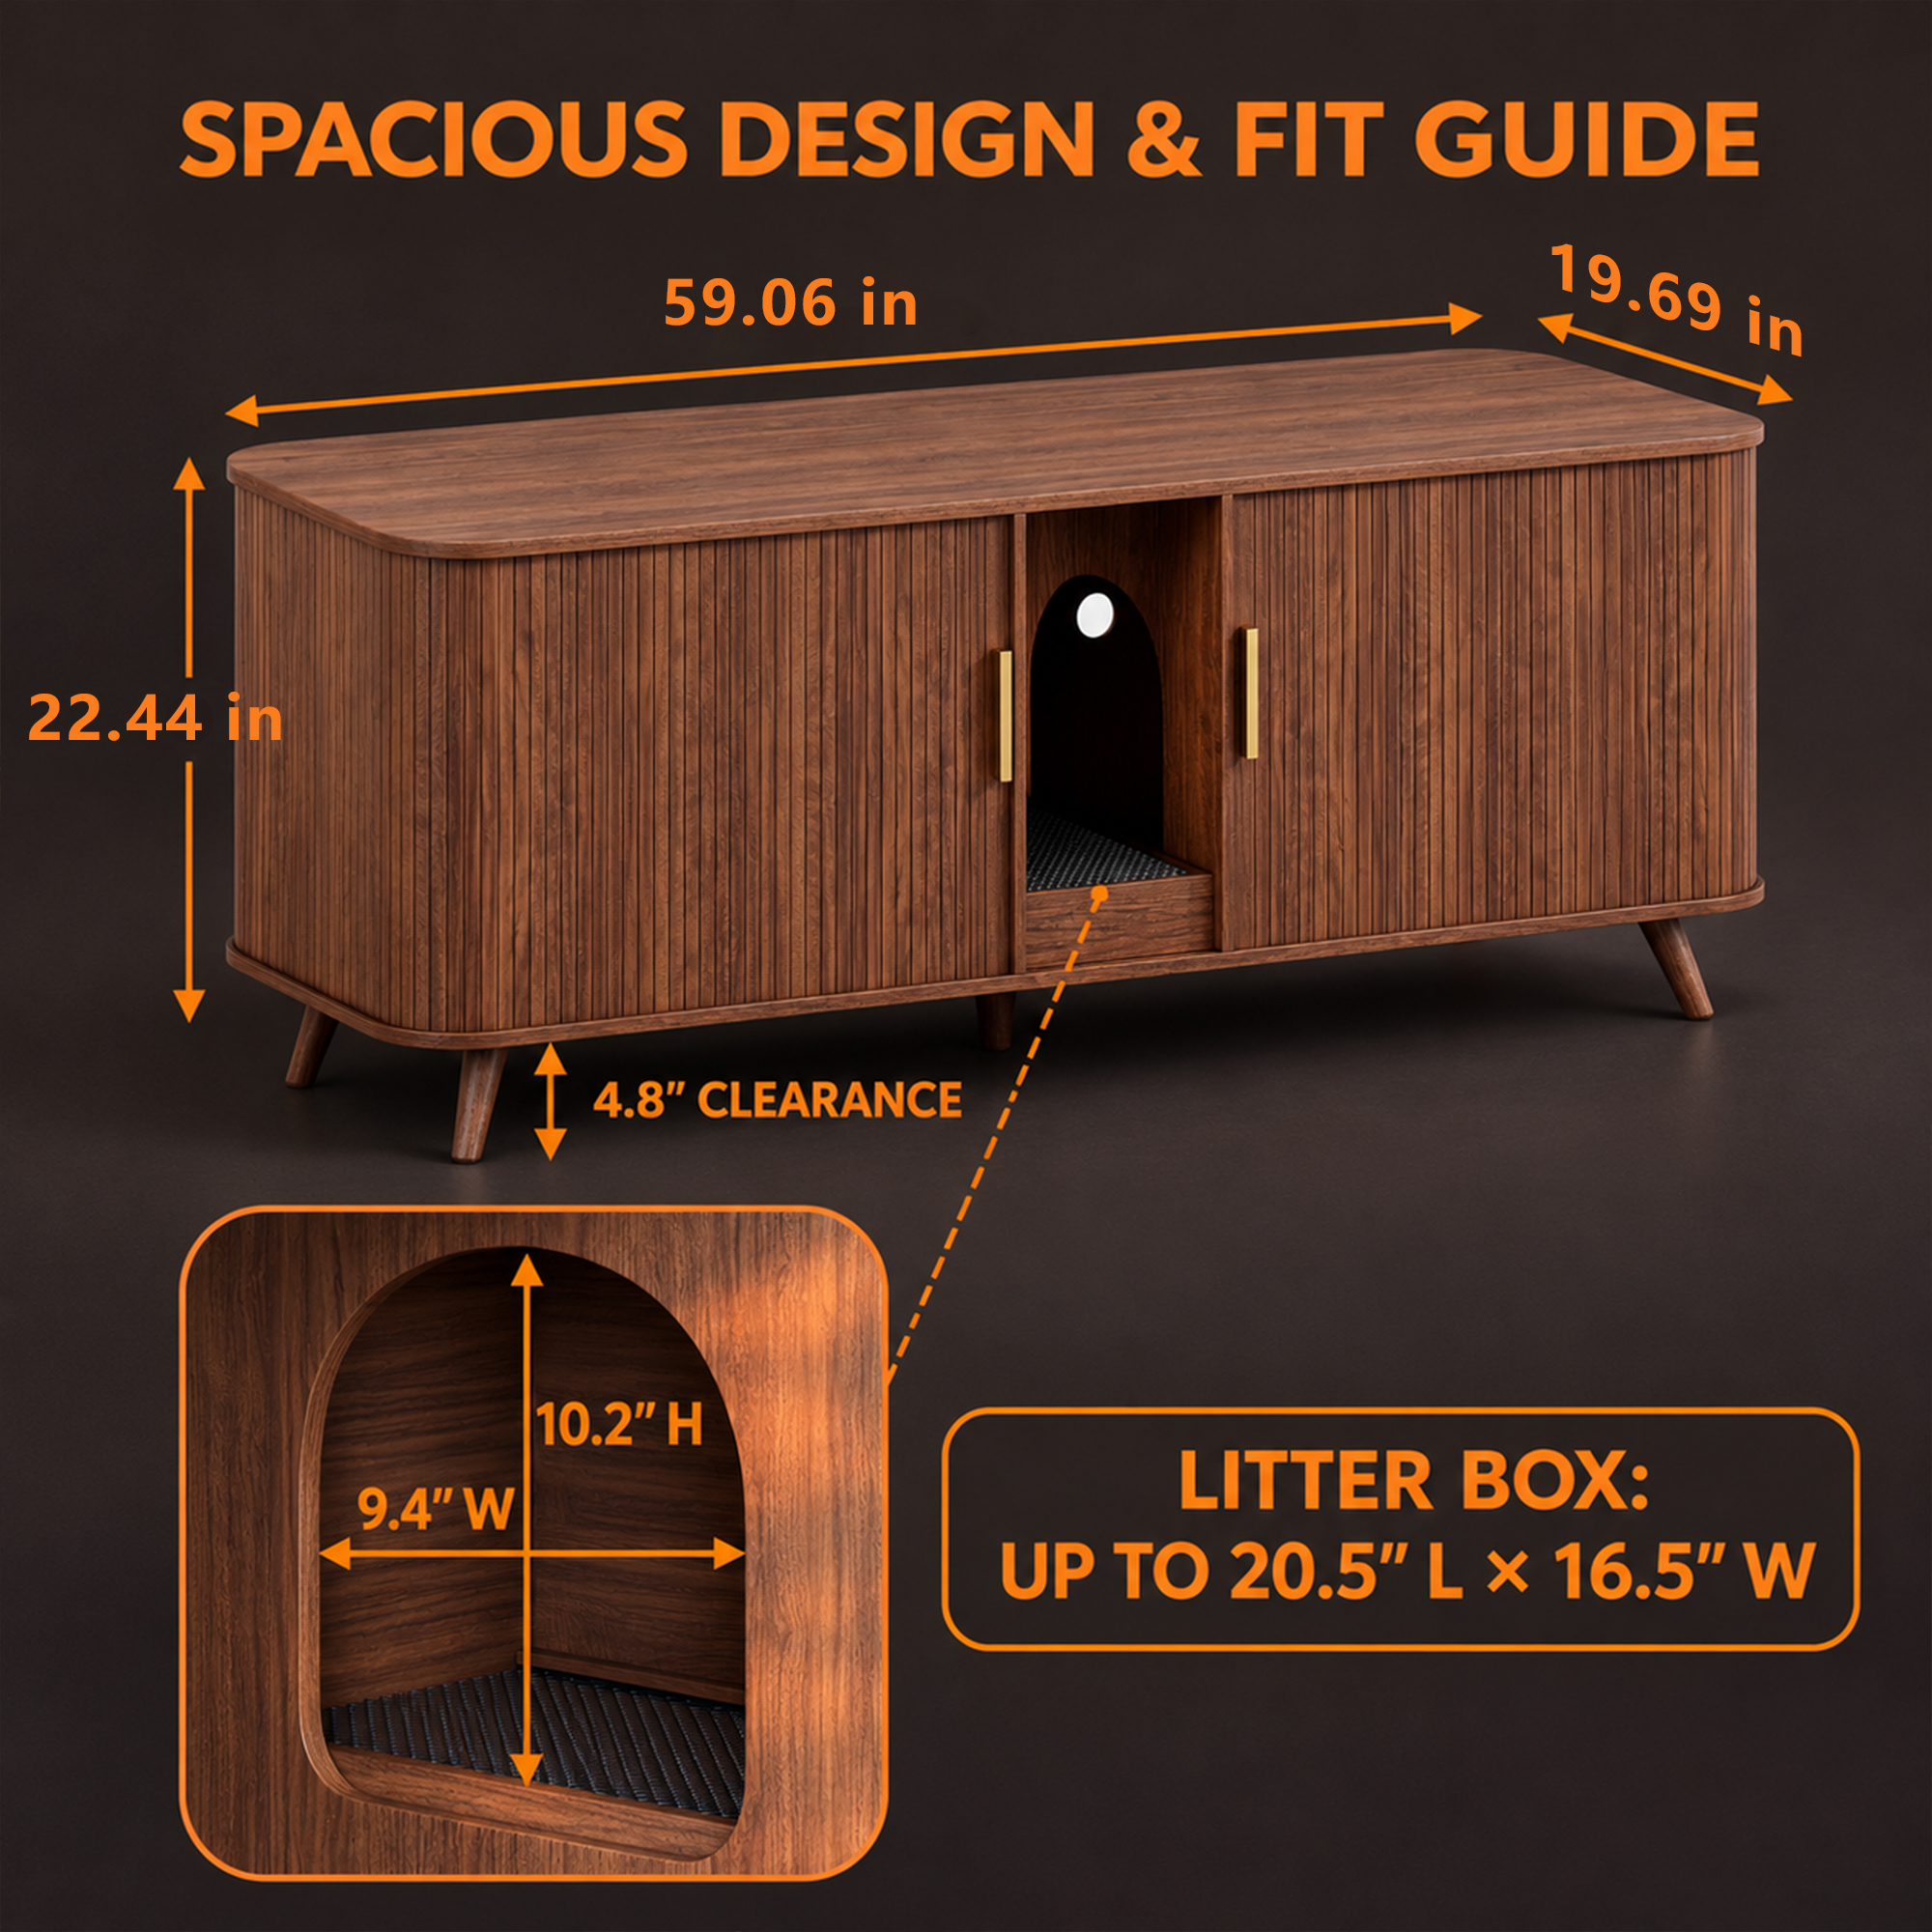 SPACIOUS DESIGN & FIT GUIDE
59.06 in
19.69 in
22.44 in
4.8" CLEARANCE
10.2" H
9.4" W
LITTER BOX:
UP TO 20.5" L × 16.5" W